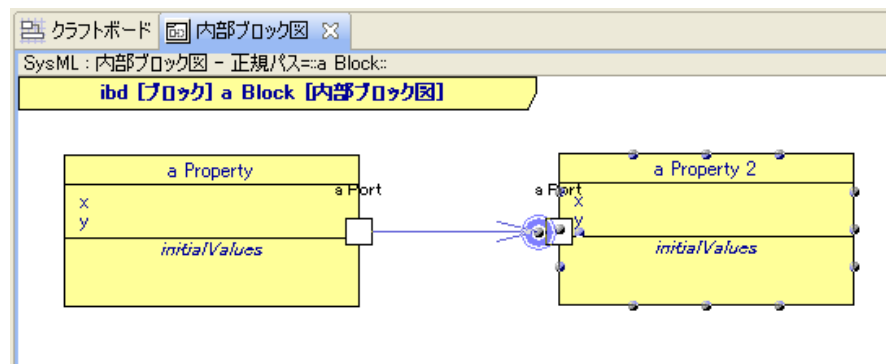 クラフトボード 内部ブロック図
SysML : 内部ブロック図 - 正規パス=::a Block::
ibd [ブロック] a Block [内部ブロック図]
a Property
a Property 2
a Port
a Port
x
x
y
y
initialValues
initialValues